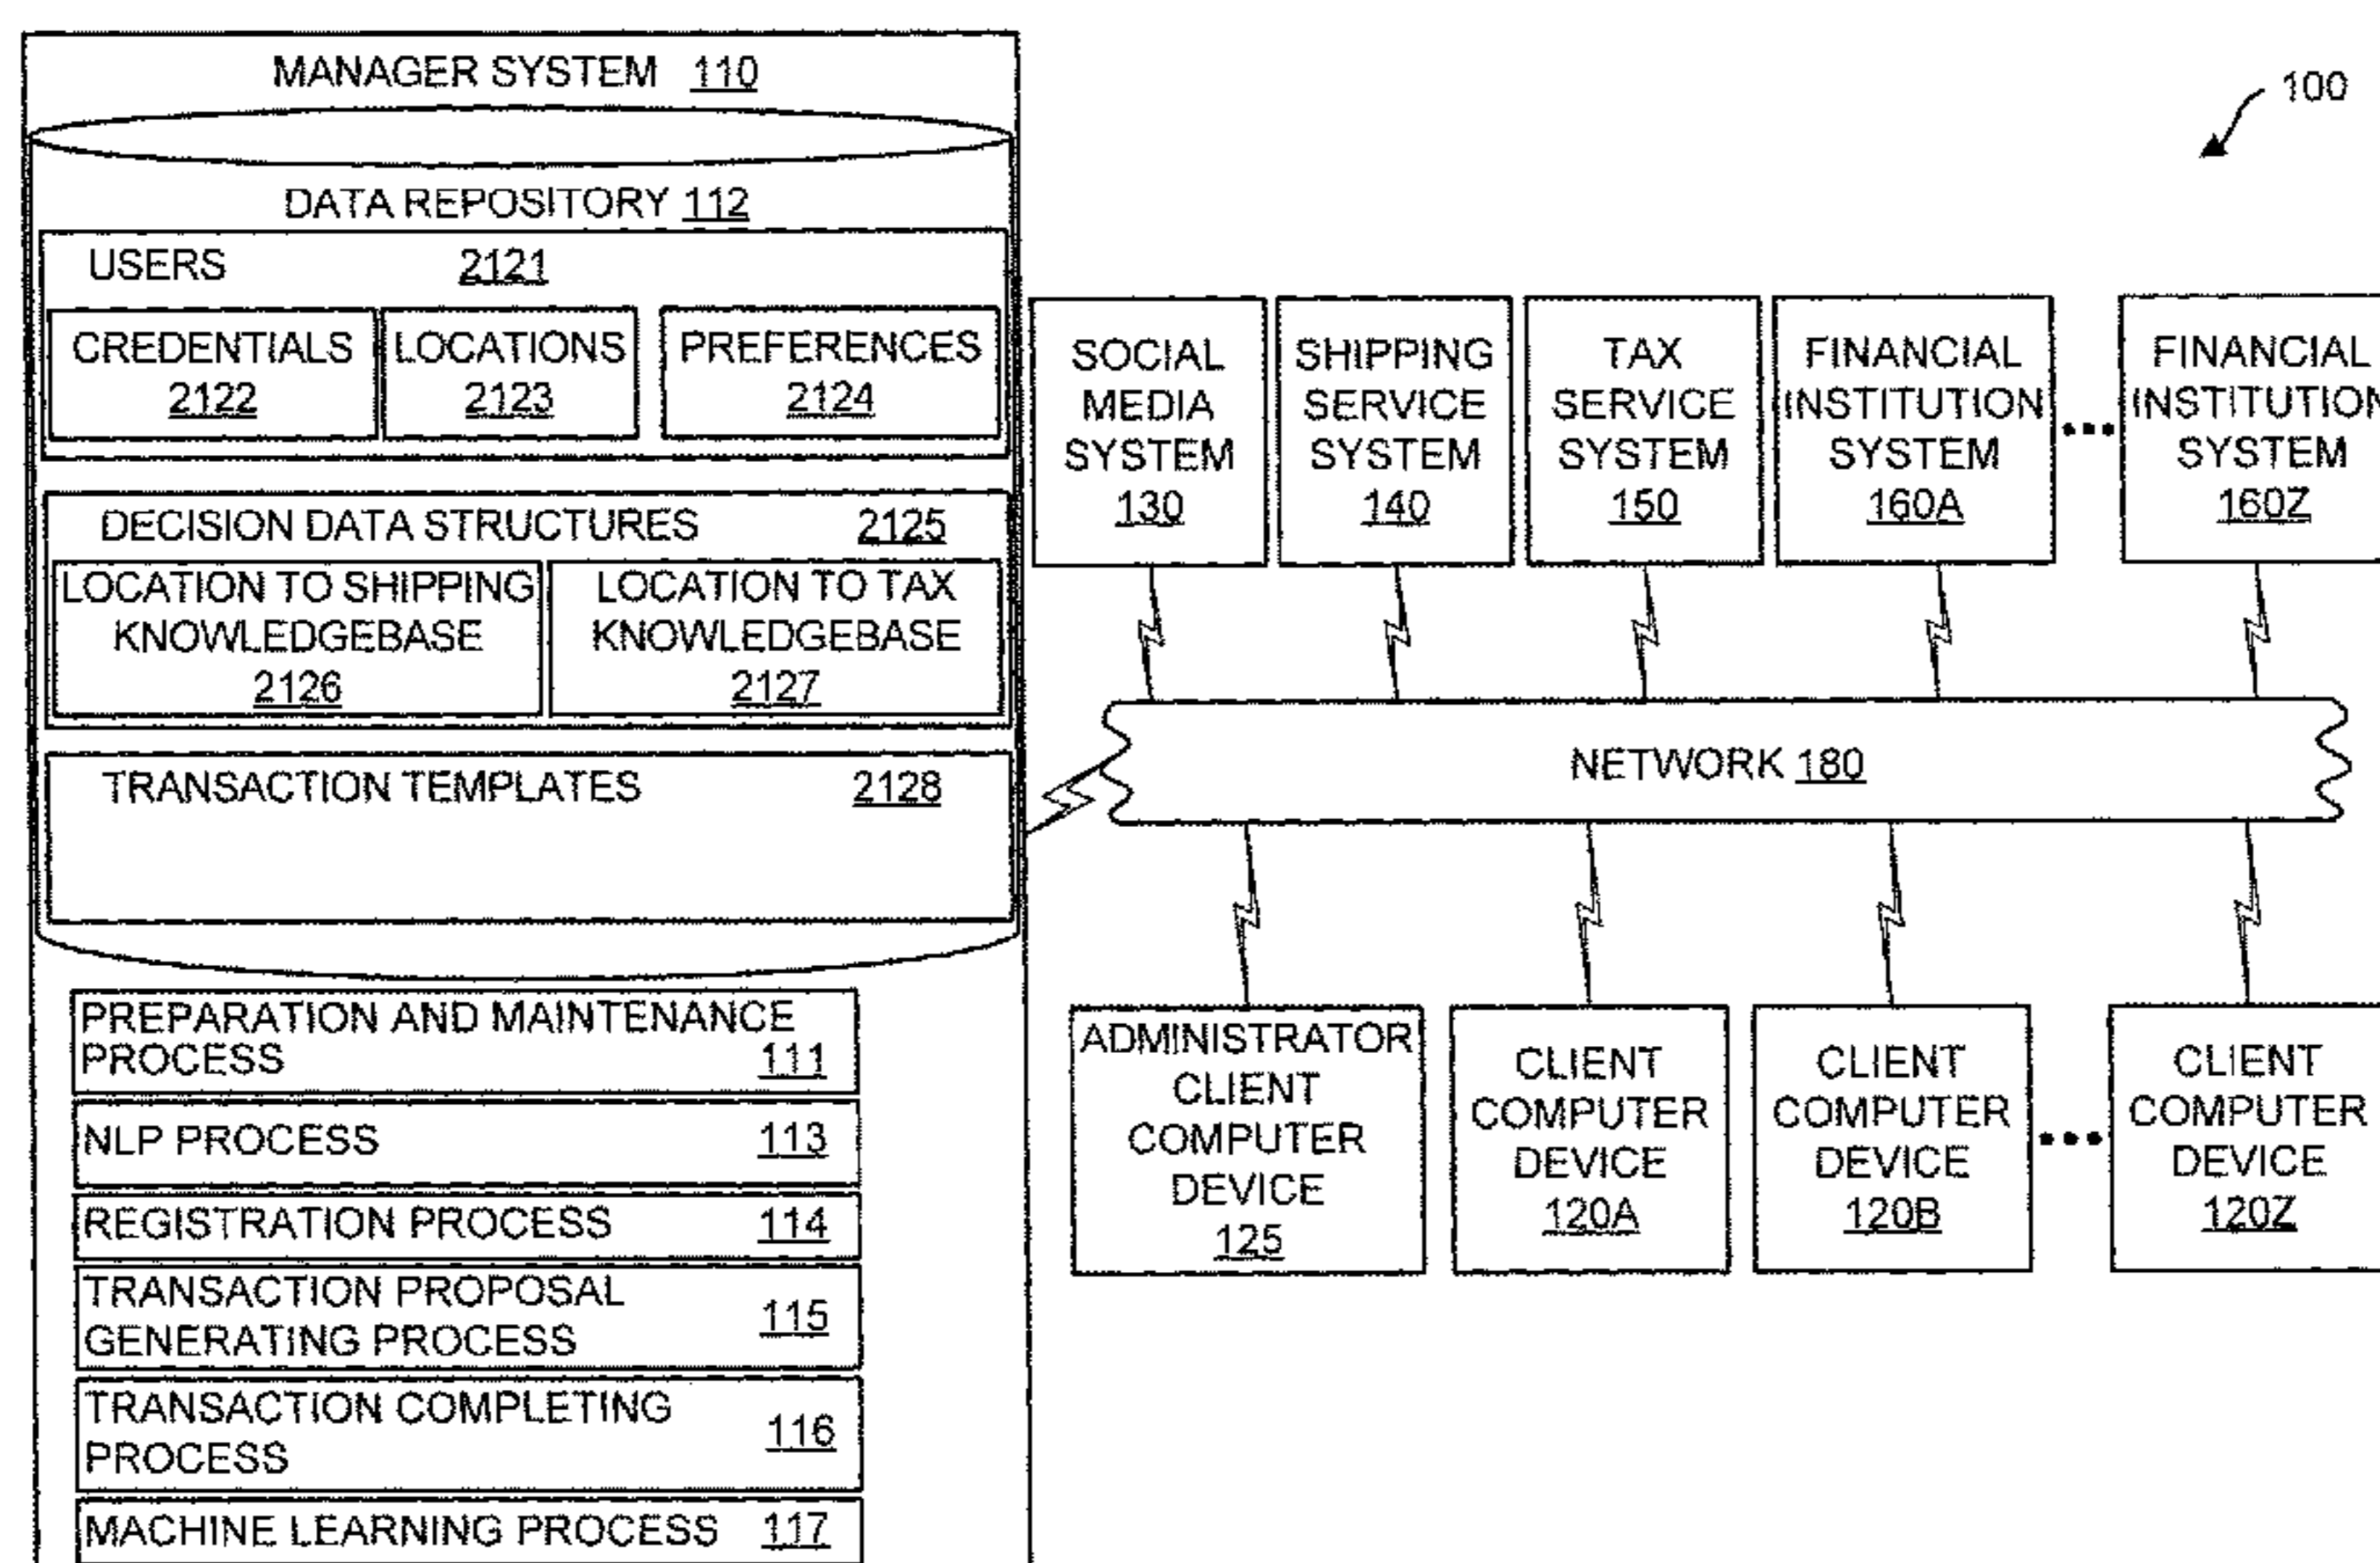 MANAGER SYSTEM 110
100
DATA REPOSITORY 112
USERS 2121
CREDENTIALS
2122
LOCATIONS
2123
PREFERENCES
2124
DECISION DATA STRUCTURES 2125
LOCATION TO SHIPPING
KNOWLEDGEBASE
2126
LOCATION TO TAX
KNOWLEDGEBASE
2127
TRANSACTION TEMPLATES 2128
PREPARATION AND MAINTENANCE
PROCESS 111
NLP PROCESS 113
REGISTRATION PROCESS 114
TRANSACTION PROPOSAL
GENERATING PROCESS 115
TRANSACTION COMPLETING
PROCESS 116
MACHINE LEARNING PROCESS 117
SOCIAL
MEDIA
SYSTEM
130
SHIPPING
SERVICE
SYSTEM
140
TAX
SERVICE
SYSTEM
150
FINANCIAL
INSTITUTION
SYSTEM
160A
FINANCIAL
INSTITUTION
SYSTEM
160Z
NETWORK 180
ADMINISTRATOR
CLIENT
COMPUTER
DEVICE
125
CLIENT
COMPUTER
DEVICE
120A
CLIENT
COMPUTER
DEVICE
120B
CLIENT
COMPUTER
DEVICE
120Z